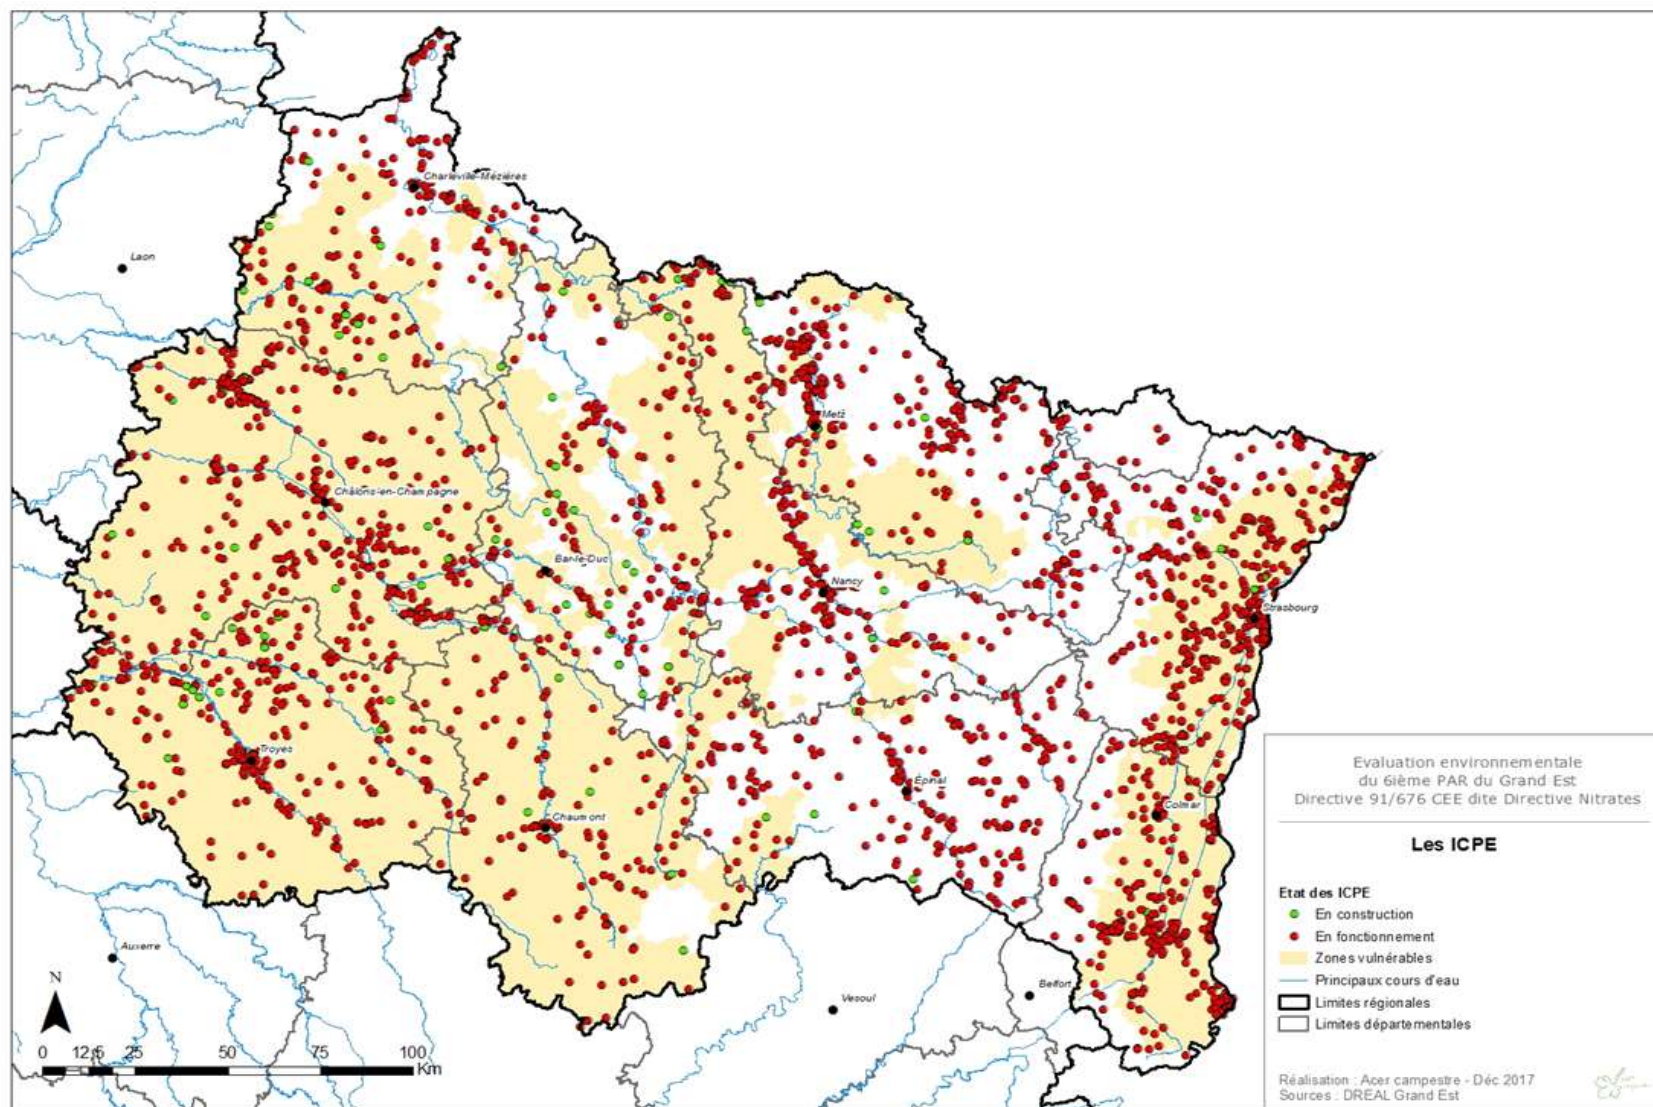 Charleville-Mézières
Laon
Metz
Châlons-en-Champagne
Bar-le-Duc
Nancy
Strasbourg
Troyes
Épinal
Colmar
Chaumont
Auxerre
Vesoul
Belfort
N
0 12,5 25 50 75 100
Km
Evaluation environnementale
du 6ième PAR du Grand Est
Directive 91/676 CEE dite Directive Nitrates
Les ICPE
Etat des ICPE
En construction
En fonctionnement
Zones vulnérables
Principaux cours d'eau
Limites régionales
Limites départementales
Réalisation : Acer campestre - Déc 2017
Sources : DREAL Grand Est